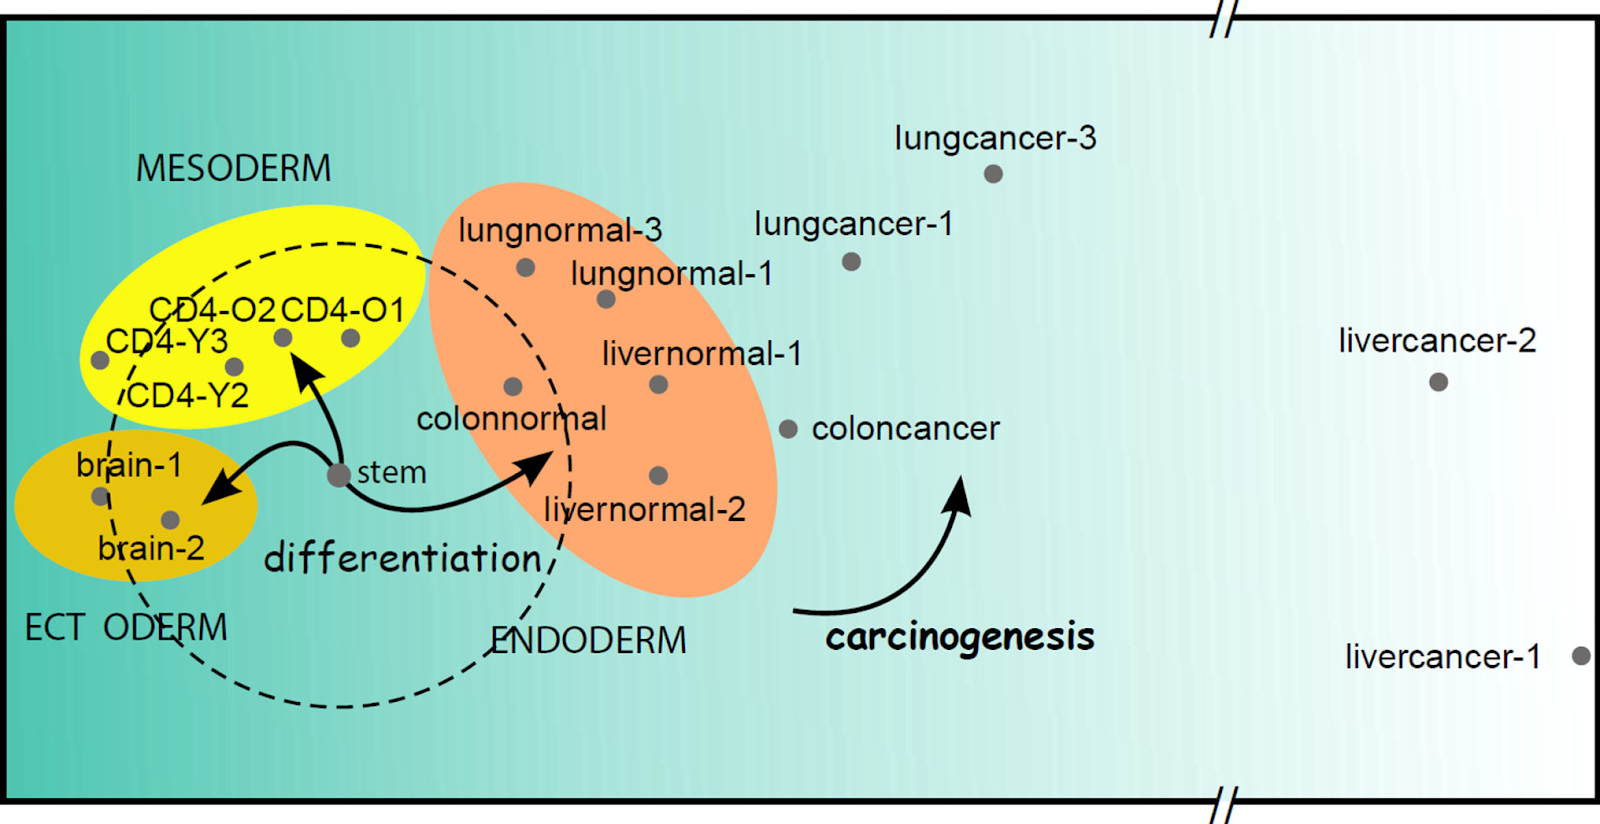 lungcancer-3
MESODERM
lungnormal-3
lungcancer-1
lungnormal-1
CD4-O2 CD4-O1
CD4-Y3
livernormal-1
livercancer-2
CD4-Y2
colonnormal
coloncancer
brain-1
stem
livernormal-2
brain-2
differentiation
ECT ODERM
ENDODERM
carcinogenesis
livercancer-1